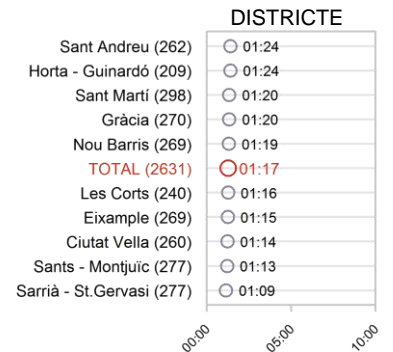 DISTRICTE
Sant Andreu (262) 01:24
Horta - Guinardó (209) 01:24
Sant Martí (298) 01:20
Gràcia (270) 01:20
Nou Barris (269) 01:19
TOTAL (2631) 01:17
Les Corts (240) 01:16
Eixample (269) 01:15
Ciutat Vella (260) 01:14
Sants - Montjuïc (277) 01:13
Sarrià - St.Gervasi (277) 01:09
00:00 05:00 10:00